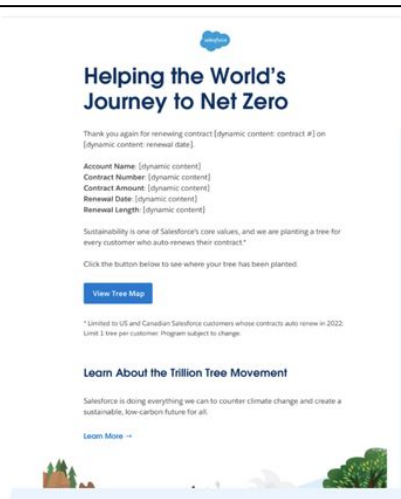 salesforce
Helping the World's
Journey to Net Zero
Thank you again for renewing contract [dynamic content: contract #] on
[dynamic content: renewal date].
Account Name: [dynamic content]
Contract Number: [dynamic content]
Contract Amount: [dynamic content]
Renewal Date: [dynamic content]
Renewal Length: [dynamic content]
Sustainability is one of Salesforce's core values, and we are planting a tree for
every customer who auto-renews their contract.*
Click the button below to see where your tree has been planted.
View Tree Map
* Limited to US and Canadian Salesforce customers whose contracts auto renew in 2022.
Limit 1 tree per customer. Program subject to change.
Learn About the Trillion Tree Movement
Salesforce is doing everything we can to counter climate change and create a
sustainable, low-carbon future for all.
Learn More →